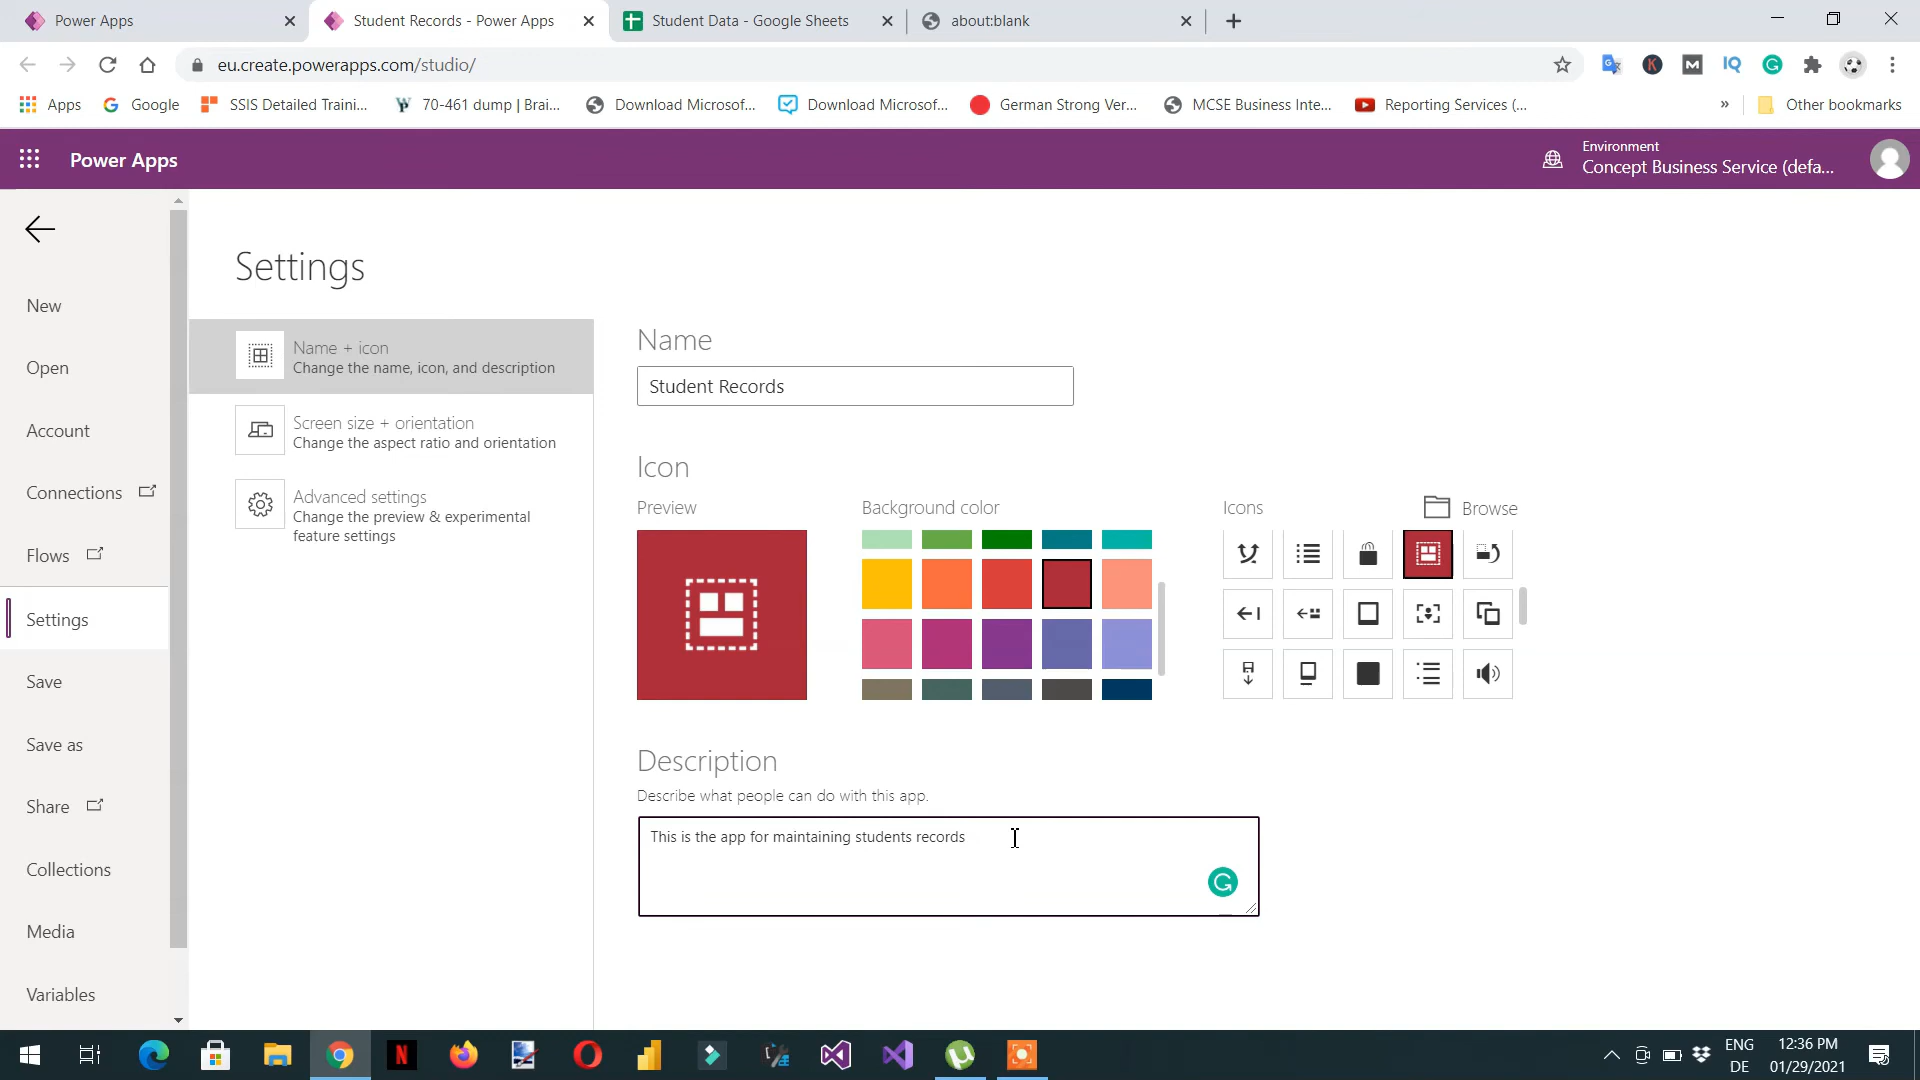 Power Apps
Student Records - Power Apps
Student Data - Google Sheets
about:blank
eu.create.powerapps.com/studio/
Apps
Google
SSIS Detailed Traini...
70-461 dump | Brai...
Download Microsof...
Download Microsof...
German Strong Ver...
MCSE Business Inte...
Reporting Services (...
»
Other bookmarks
Power Apps
Environment
Concept Business Service (defa...
New
Open
Account
Connections
Flows
Settings
Save
Save as
Share
Collections
Media
Variables
Settings
Name + icon
Change the name, icon, and description
Screen size + orientation
Change the aspect ratio and orientation
Advanced settings
Change the preview & experimental
feature settings
Name
Student Records
Icon
Preview
Background color
Icons
Browse
Description
Describe what people can do with this app.
This is the app for maintaining students records
ENG
DE
12:36 PM
01/29/2021